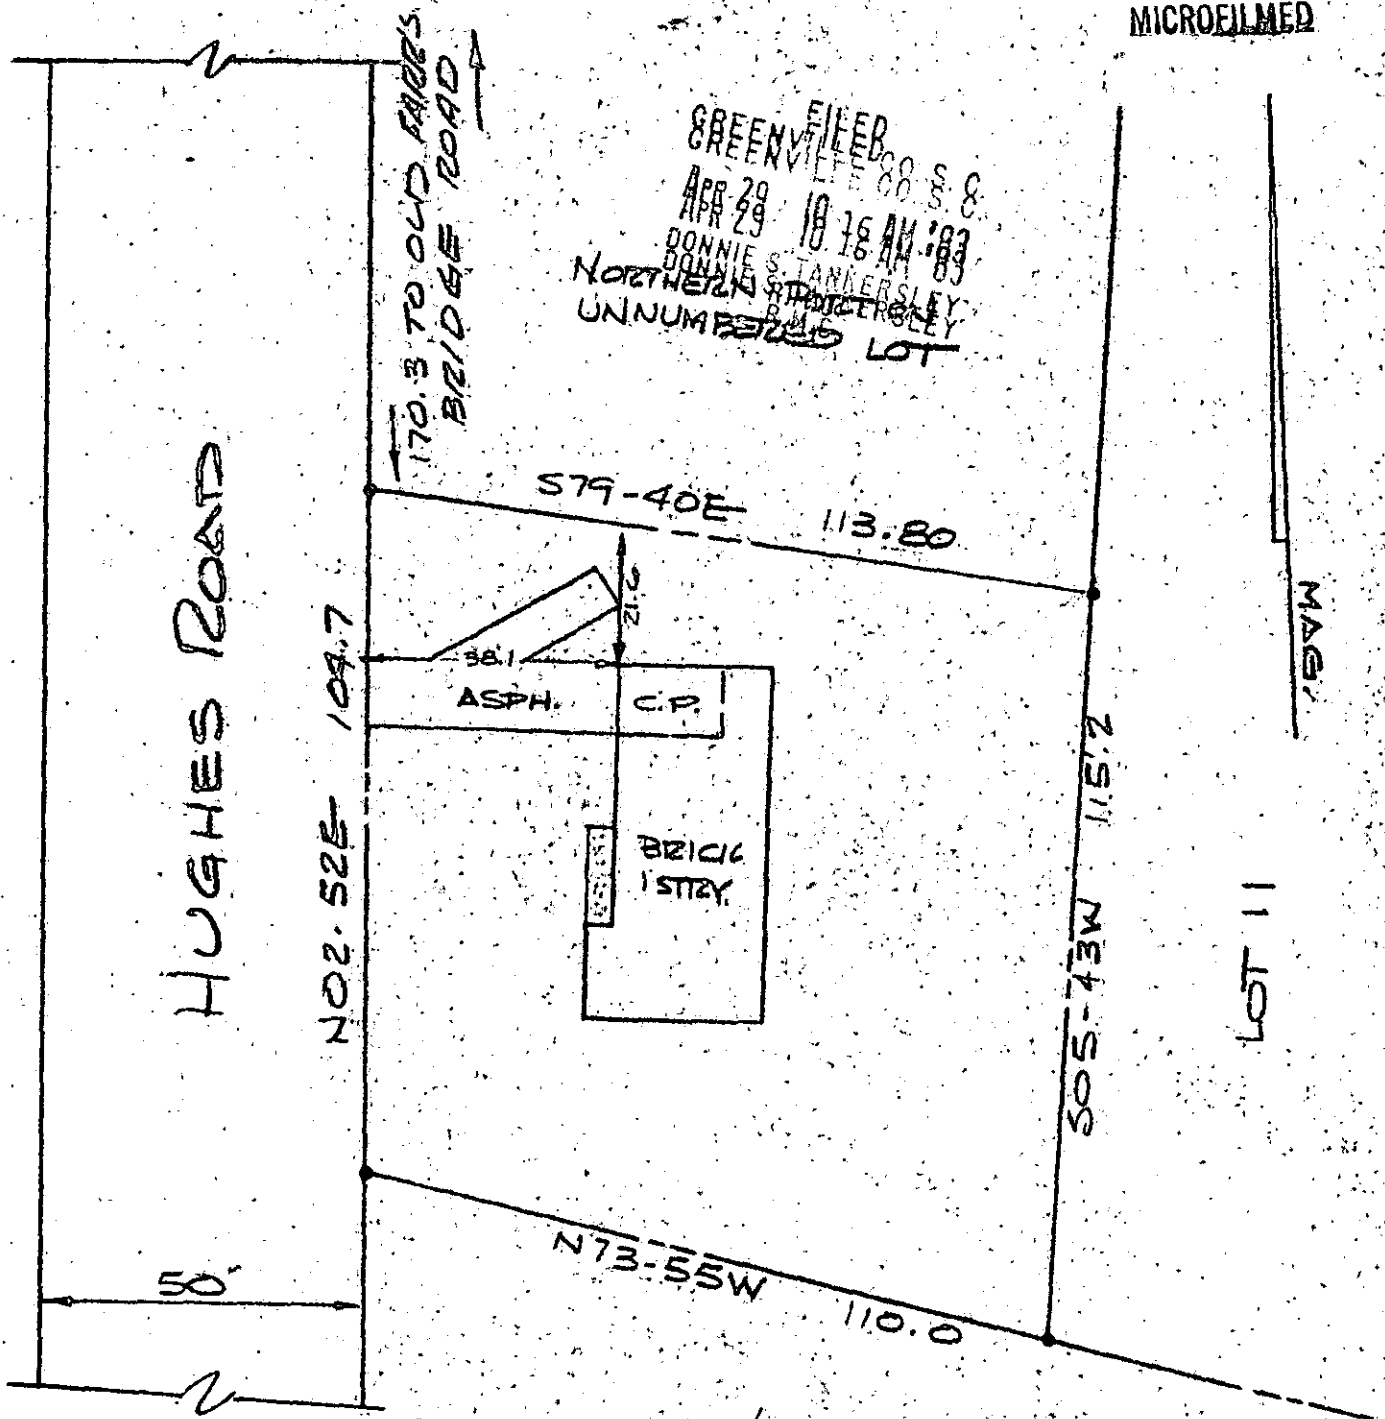 MICROFILMED
170.3 TO OLD FARRS
BRIDGE ROAD
FILED
GREENVILLE CO. S. C.
APR 29 10 16 AM '83
DONNIE S. TANKERSLEY
R.M.C.
NORTHERN PORTION
UNNUMBERED LOT
HUGHES ROAD
S79-40E 113.80
21.6
38.1
ASPH.
C.P.
BRICK
1 STRY.
N02-52E 104.7
S05-43W 115.2
MAG.
LOT 11
N73-55W 110.0
50'